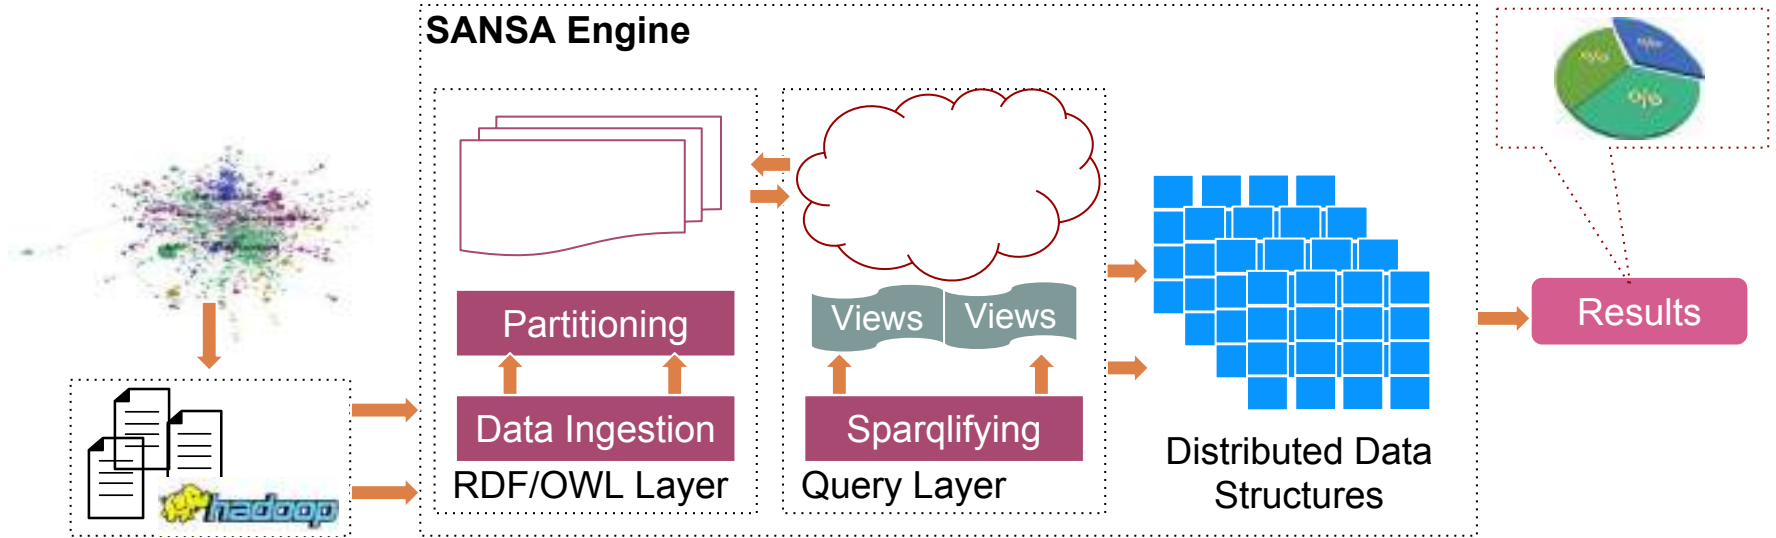 SANSA Engine
Partitioning
Views
Views
Results
Data Ingestion
Sparqlifying
RDF/OWL Layer
Query Layer
Distributed Data
Structures
hadoop